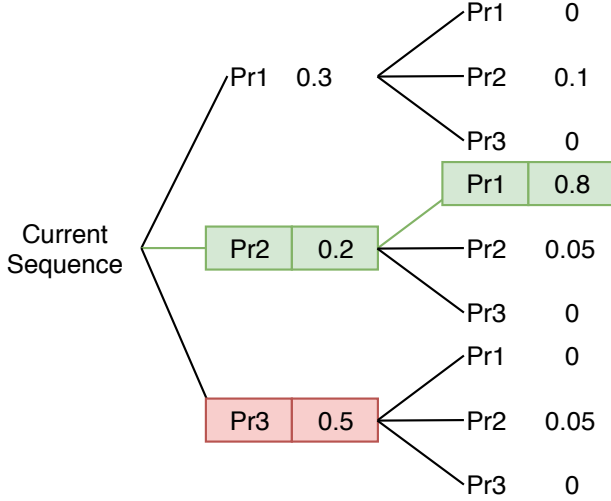 Pr1 0
Pr1 0.3 Pr2 0.1
Pr3 0
Pr1 0.8
Current
Sequence
Pr2 0.2 Pr2 0.05
Pr3 0
Pr1 0
Pr3 0.5 Pr2 0.05
Pr3 0